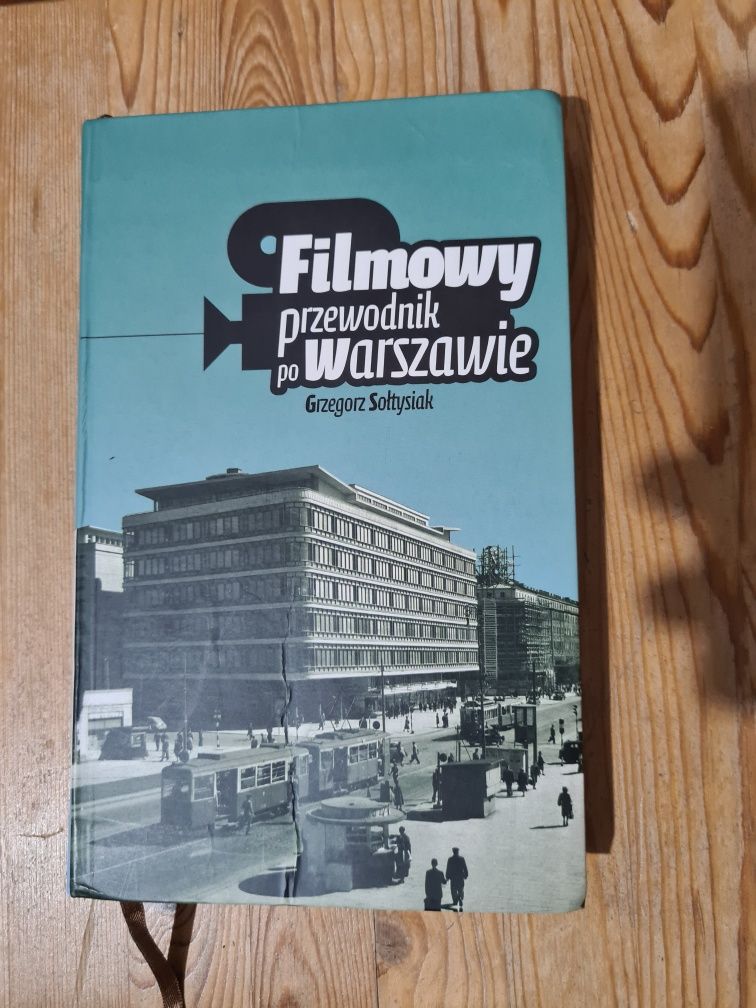 Filmowy
przewodnik
po Warszawie
Grzegorz Sołtysiak